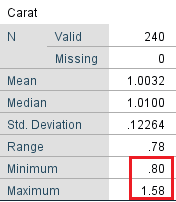 Carat
N Valid 240
Missing 0
Mean 1.0032
Median 1.0100
Std. Deviation .12264
Range .78
Minimum .80
Maximum 1.58